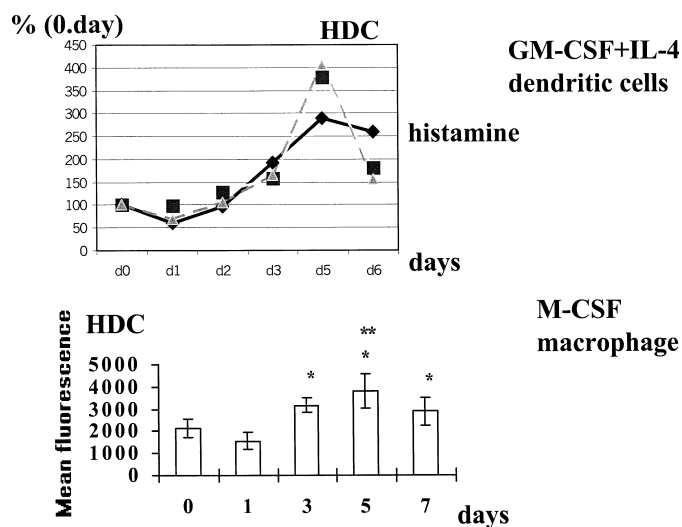 % (0.day)
HDC
GM-CSF+IL-4
dendritic cells
450
400
350
300
250
200
150
100
50
0
histamine
d0 d1 d2 d3 d5 d6
days
M-CSF
macrophage
HDC
Mean fluorescence
5000
4000
3000
2000
1000
0
* ** * *
0 1 3 5 7
days